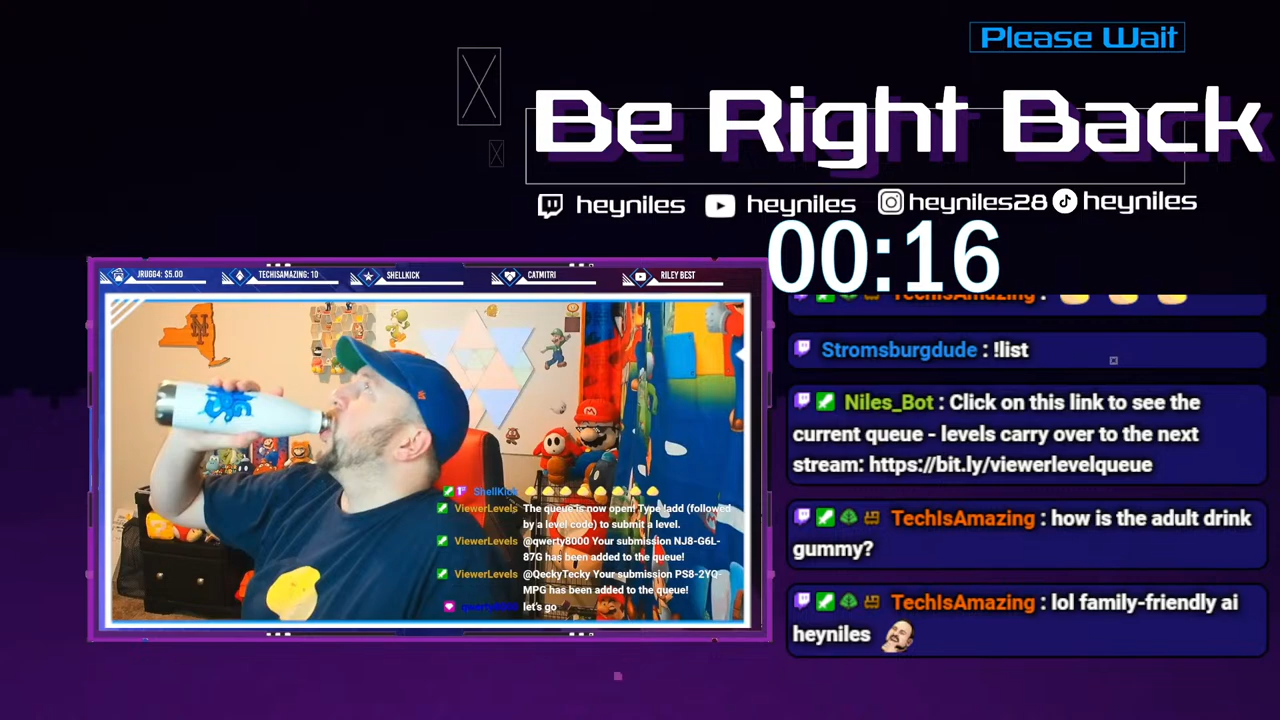 Please Wait
Be Right Back
heyniles heyniles heyniles28 heyniles
00:16
JRUGG4: $5.00 TECHISAMAZING: 10 SHELLKICK CATMITRI RILEY BEST
TechIsAmazing :
Stromsburgdude : !list
Niles_Bot : Click on this link to see the
current queue - levels carry over to the next
stream: https://bit.ly/viewerlevelqueue
TechIsAmazing : how is the adult drink
gummy?
TechIsAmazing : lol family-friendly ai
heyniles
ShellKick
ViewerLevels The queue is now open! Type !add (followed
by a level code) to submit a level.
ViewerLevels @qwerty8000 Your submission NJ8-G6L-
87G has been added to the queue!
ViewerLevels @QeckyTecky Your submission PS8-2YQ-
MPG has been added to the queue!
qwerty8000 let's go